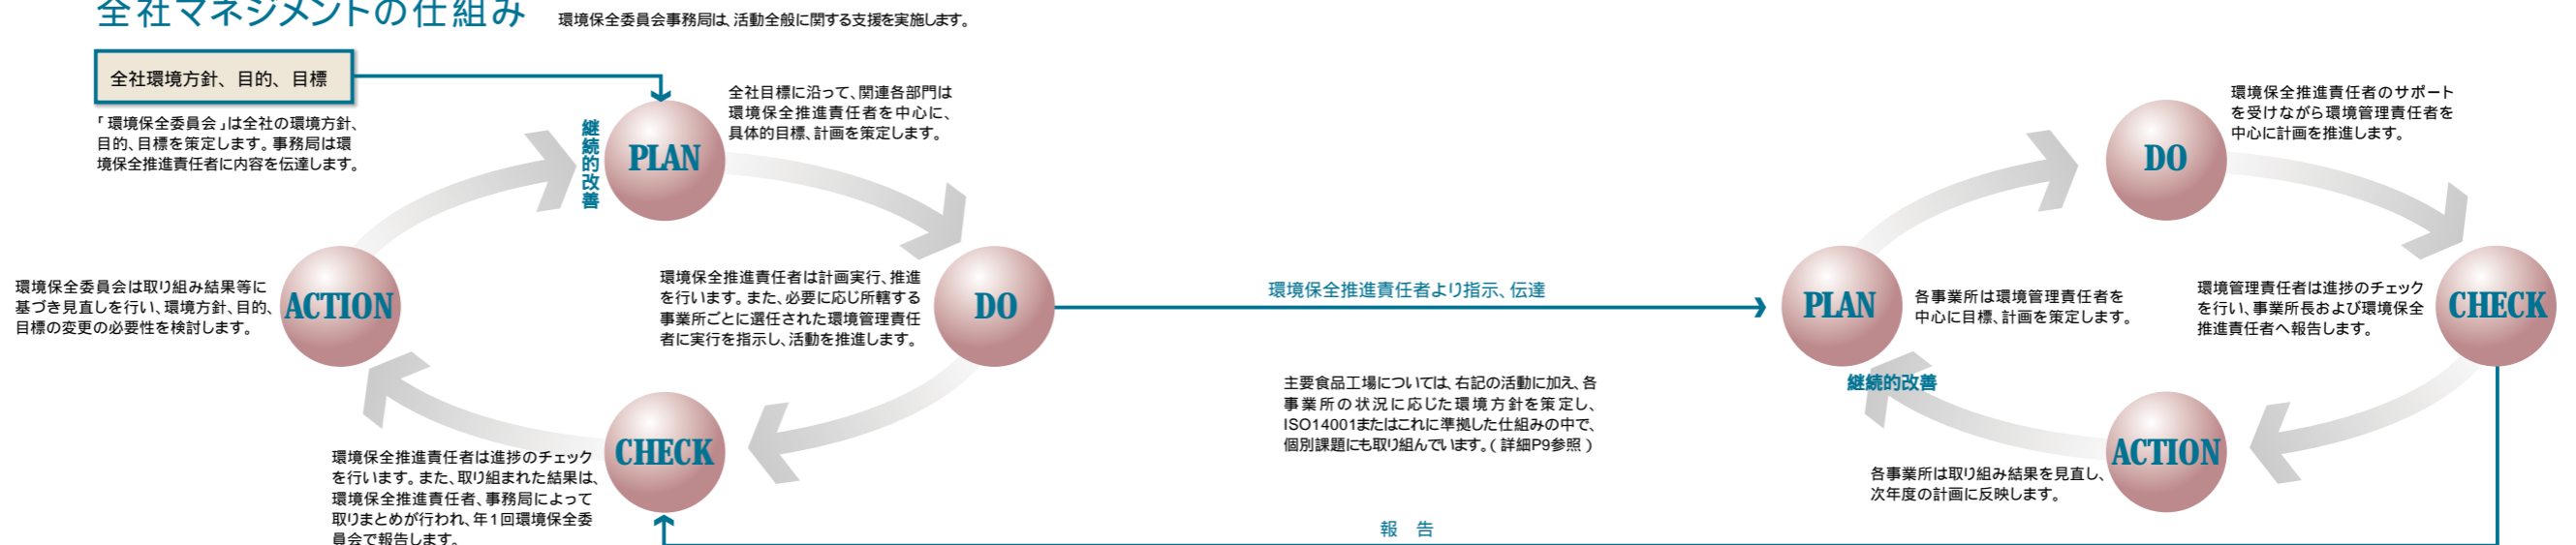 全社マネジメントの仕組み
環境保全委員会事務局は、活動全般に関する支援を実施します。
全社環境方針、目的、目標
「環境保全委員会」は全社の環境方針、
目的、目標を策定します。事務局は環
境保全推進責任者に内容を伝達します。
継続的改善
PLAN
全社目標に沿って、関連各部門は
環境保全推進責任者を中心に、
具体的目標、計画を策定します。
環境保全推進責任者は計画実行、推進
を行います。また、必要に応じ所轄する
事業所ごとに選任された環境管理責任
者に実行を指示し、活動を推進します。
DO
環境保全委員会は取り組み結果等に
基づき見直しを行い、環境方針、目的、
目標の変更の必要性を検討します。
ACTION
環境保全推進責任者は進捗のチェック
を行います。また、取り組まれた結果は、
環境保全推進責任者、事務局によって
取りまとめが行われ、年1回環境保全委
員会で報告します。
CHECK
環境保全推進責任者より指示、伝達
主要食品工場については、右記の活動に加え、各
事業所の状況に応じた環境方針を策定し、
ISO14001またはこれに準拠した仕組みの中で、
個別課題にも取り組んでいます。(詳細P9参照)
報 告
PLAN
各事業所は環境管理責任者を
中心に目標、計画を策定します。
継続的改善
DO
環境保全推進責任者のサポート
を受けながら環境管理責任者を
中心に計画を推進します。
環境管理責任者は進捗のチェック
を行い、事業所長および環境保全
推進責任者へ報告します。
CHECK
各事業所は取り組み結果を見直し、
次年度の計画に反映します。
ACTION